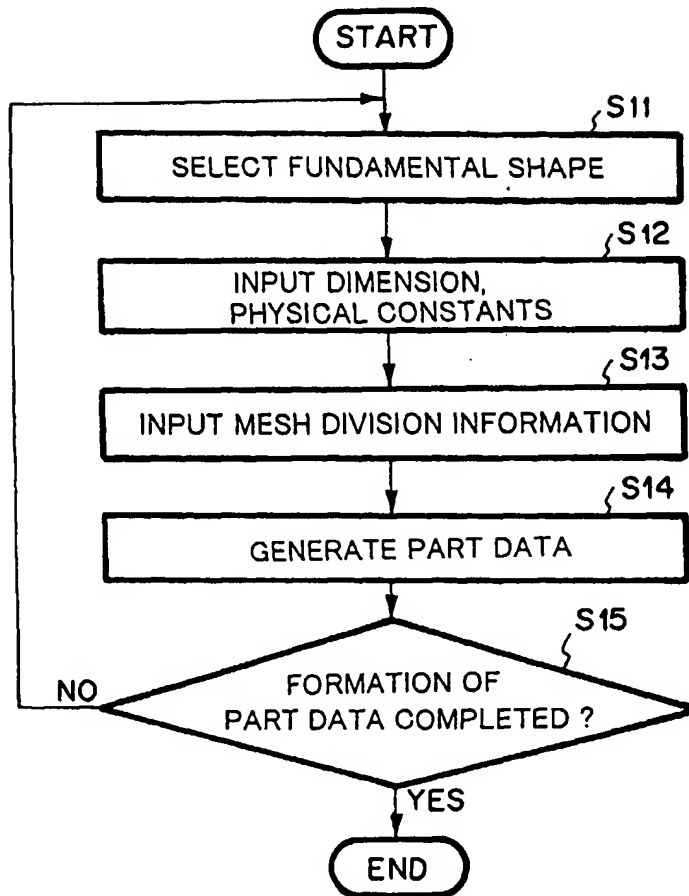 START
S11
SELECT FUNDAMENTAL SHAPE
S12
INPUT DIMENSION,
PHYSICAL CONSTANTS
S13
INPUT MESH DIVISION INFORMATION
S14
GENERATE PART DATA
S15
FORMATION OF
PART DATA COMPLETED ?
NO
YES
END